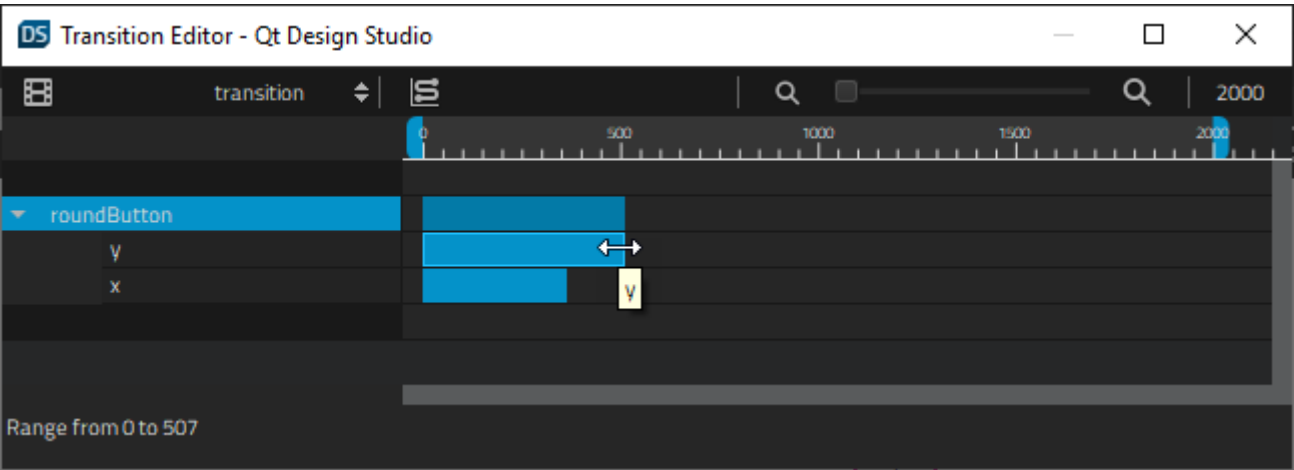 DS Transition Editor - Qt Design Studio
transition 2000
0 500 1000 1500 2000
roundButton
y
x
y
Range from 0 to 507